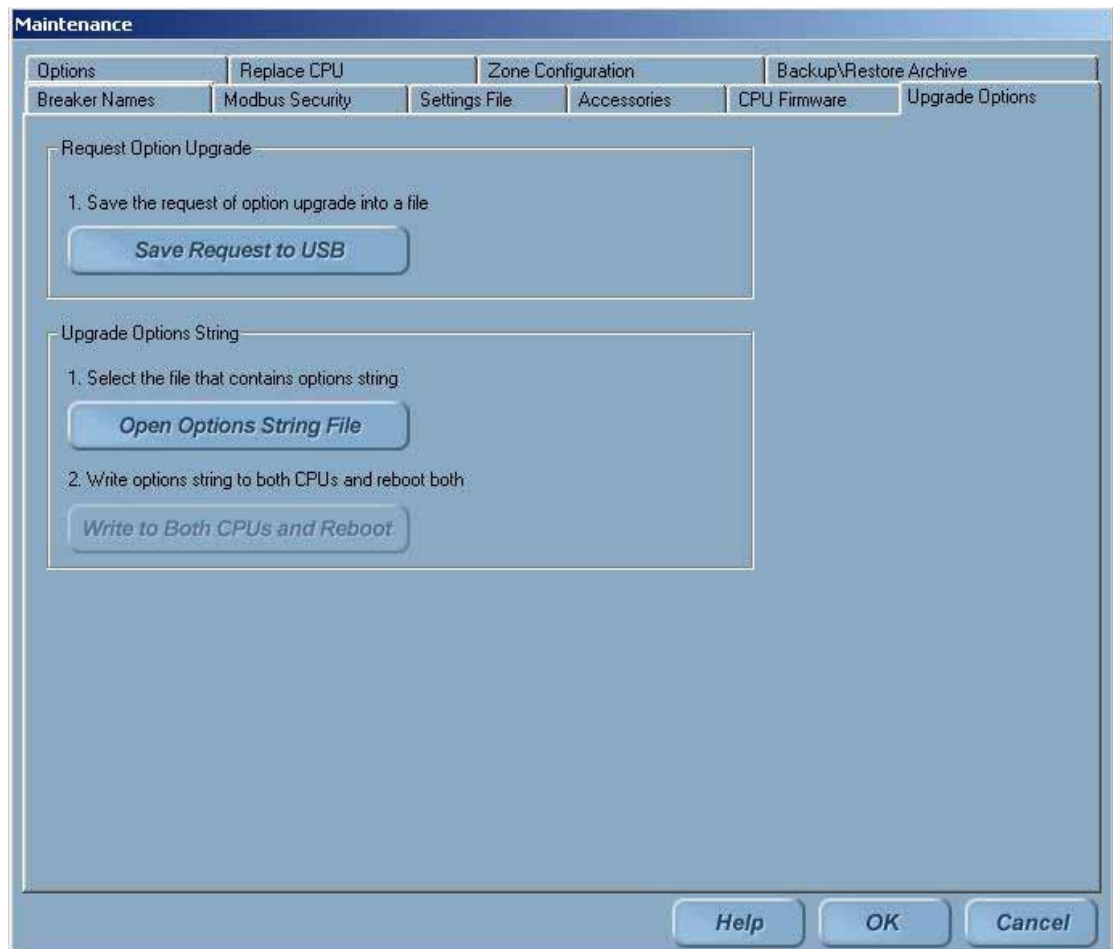 Maintenance
Options Replace CPU Zone Configuration Backup\Restore Archive
Breaker Names Modbus Security Settings File Accessories CPU Firmware Upgrade Options
Request Option Upgrade
1. Save the request of option upgrade into a file
Save Request to USB
Upgrade Options String
1. Select the file that contains options string
Open Options String File
2. Write options string to both CPUs and reboot both
Write to Both CPUs and Reboot
Help OK Cancel